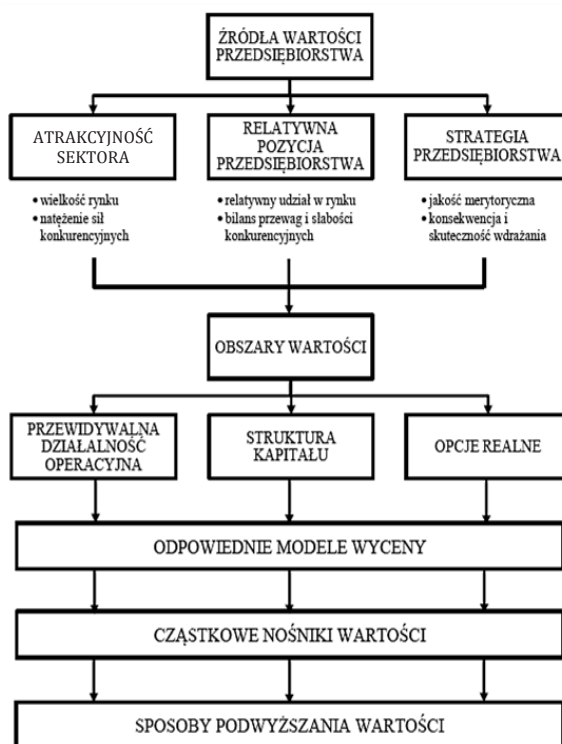 ŹRÓDŁA WARTOŚCI
PRZEDSIĘBIORSTWA
ATRAKCYJNOŚĆ
SEKTORA
RELATYWNA
POZYCJA
PRZEDSIĘBIORSTWA
STRATEGIA
PRZEDSIĘBIORSTWA
• wielkość rynku
• natężenie sił
konkurencyjnych
• relatywny udział w rynku
• bilans przewag i słabości
konkurencyjnych
• jakość merytoryczna
• konsekwencja i
skuteczność wdrażania
OBSZARY WARTOŚCI
PRZEWIDYWALNA
DZIAŁALNOŚĆ
OPERACYJNA
STRUKTURA
KAPITAŁU
OPCJE REALNE
ODPOWIEDNIE MODELE WYCENY
CZĄSTKOWE NOŚNIKI WARTOŚCI
SPOSOBY PODWYŻSZANIA WARTOŚCI